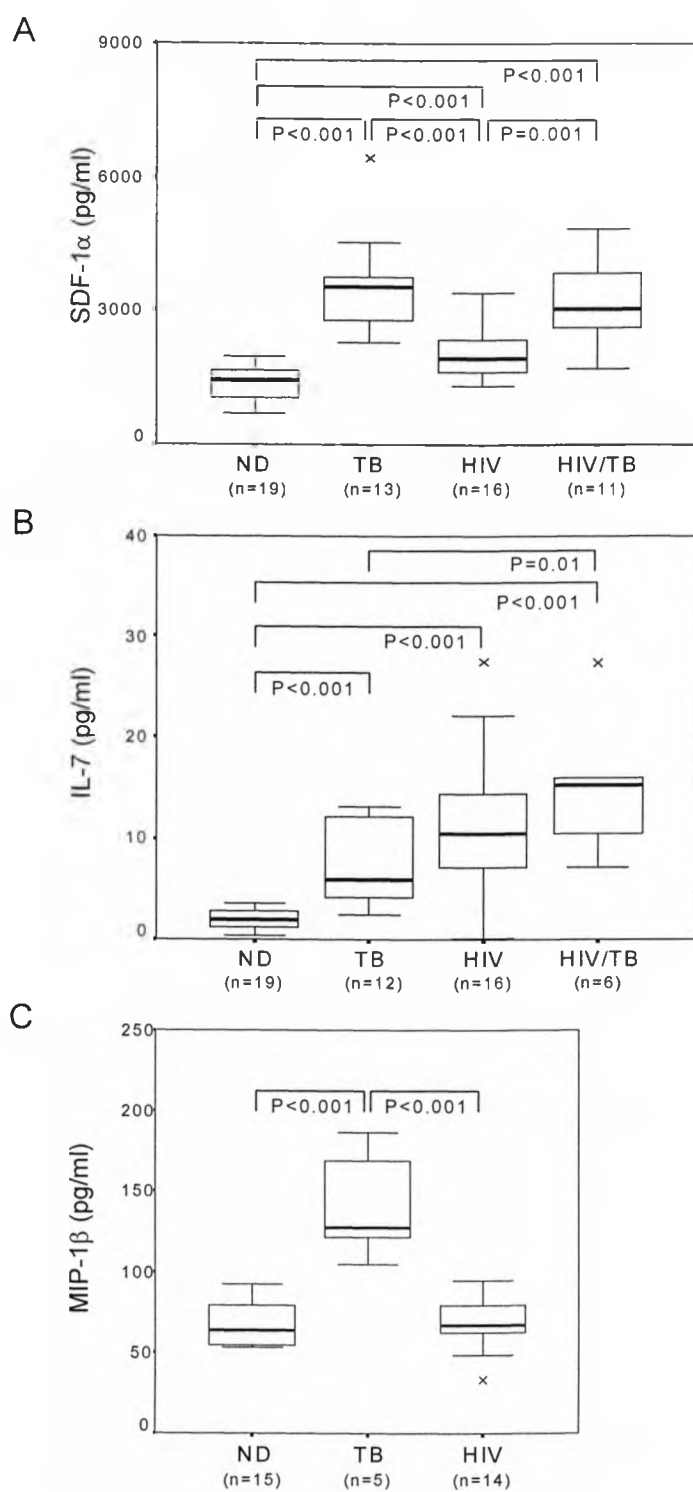 A
9000
6000
3000
0
SDF-1α (pg/ml)
P<0.001
P<0.001
P<0.001 P<0.001 P=0.001
×
ND TB HIV HIV/TB
(n=19) (n=13) (n=16) (n=11)
B
40
30
20
10
0
IL-7 (pg/ml)
P=0.01
P<0.001
P<0.001
P<0.001
× ×
ND TB HIV HIV/TB
(n=19) (n=12) (n=16) (n=6)
C
250
200
150
100
50
0
MIP-1β (pg/ml)
P<0.001 P<0.001
×
ND TB HIV
(n=15) (n=5) (n=14)